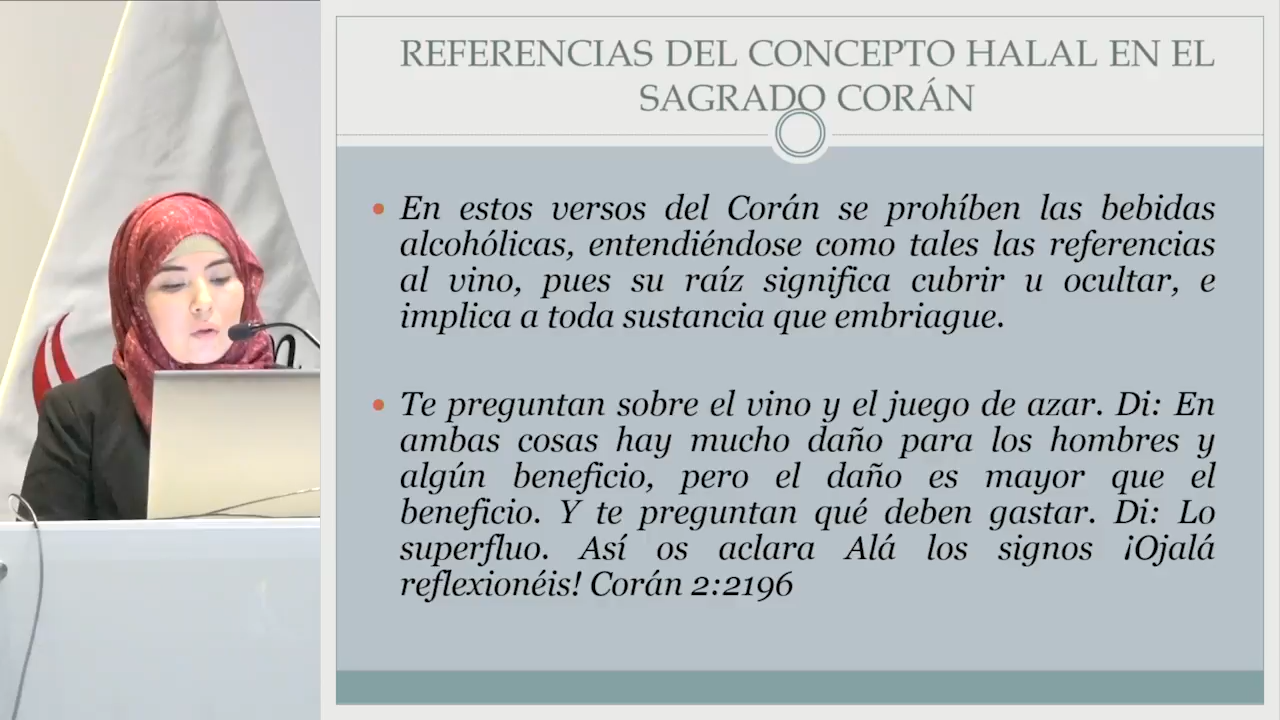 REFERENCIAS DEL CONCEPTO HALAL EN EL
SAGRADO CORÁN
• En estos versos del Corán se prohíben las bebidas
alcohólicas, entendiéndose como tales las referencias
al vino, pues su raíz significa cubrir u ocultar, e
implica a toda sustancia que embriague.
• Te preguntan sobre el vino y el juego de azar. Di: En
ambas cosas hay mucho daño para los hombres y
algún beneficio, pero el daño es mayor que el
beneficio. Y te preguntan qué deben gastar. Di: Lo
superfluo. Así os aclara Alá los signos ¡Ojalá
reflexionéis! Corán 2:2196